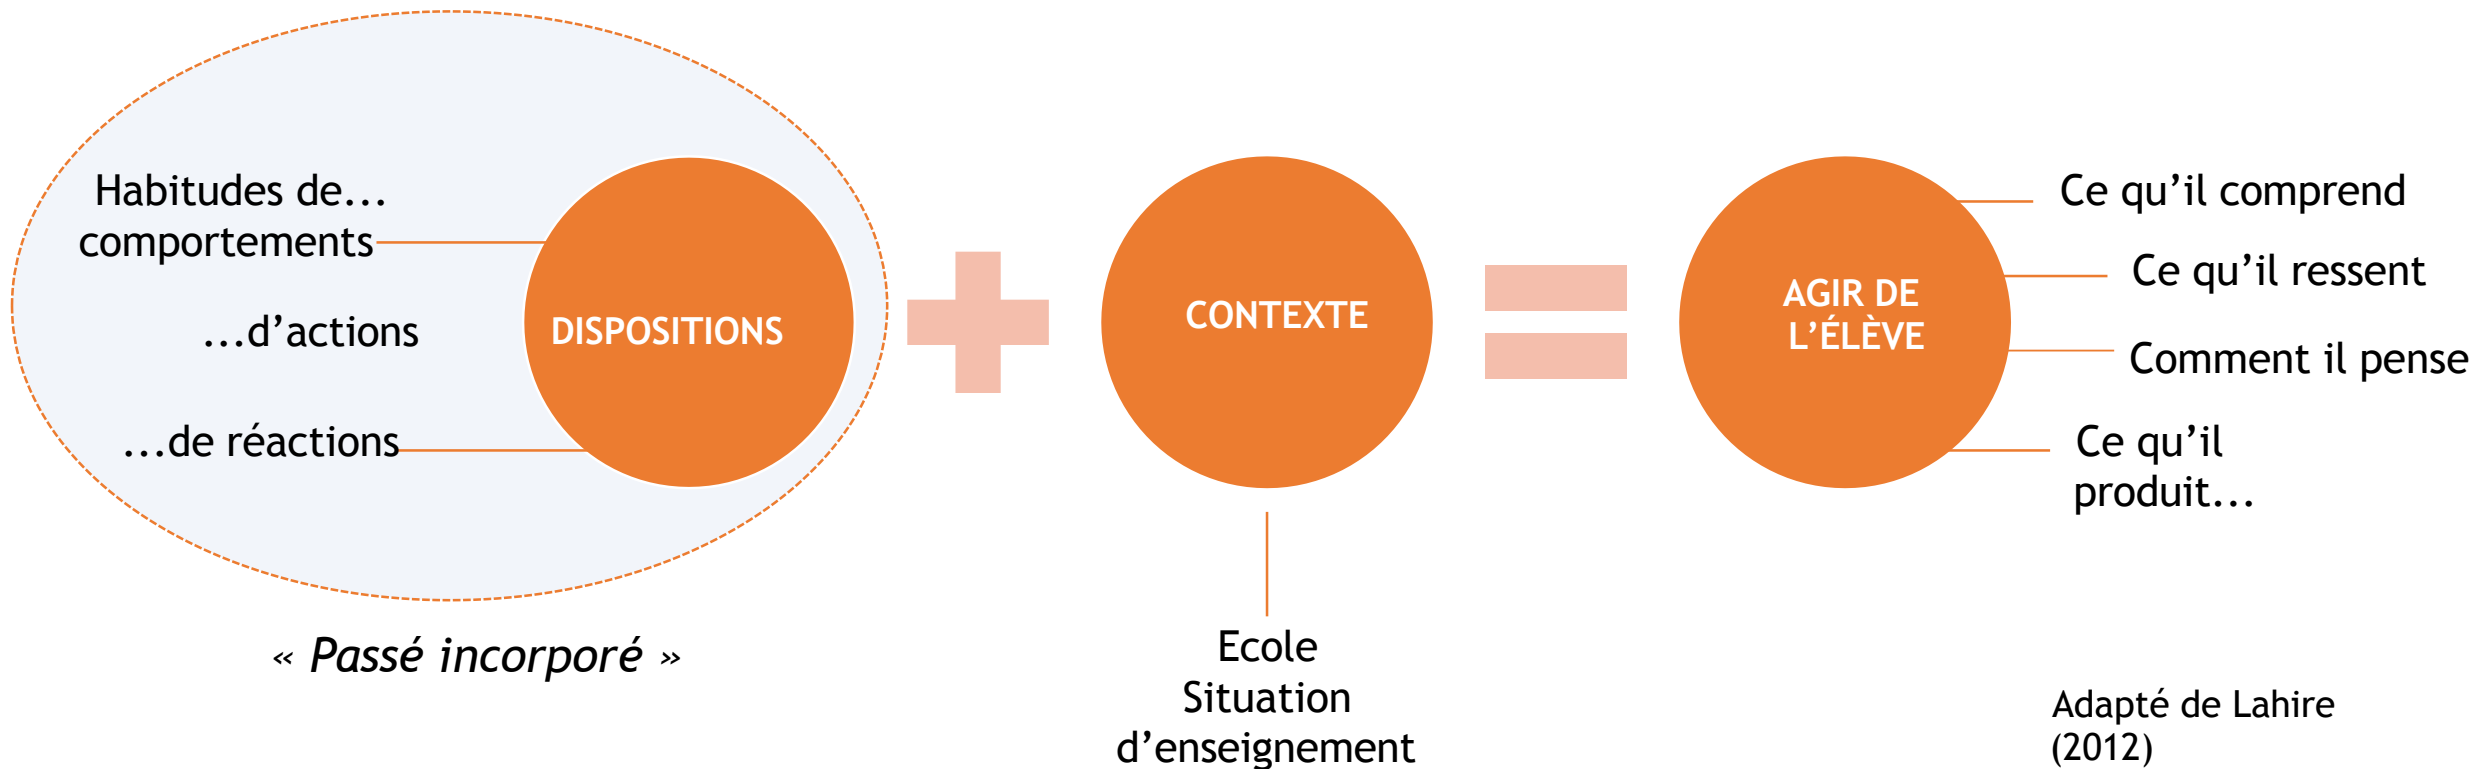 Habitudes de...
comportements
...d’actions
...de réactions
DISPOSITIONS
« Passé incorporé »
CONTEXTE
Ecole
Situation
d’enseignement
AGIR DE
L’ÉLÈVE
Ce qu’il comprend
Ce qu’il ressent
Comment il pense
Ce qu’il
produit...
Adapté de Lahire
(2012)